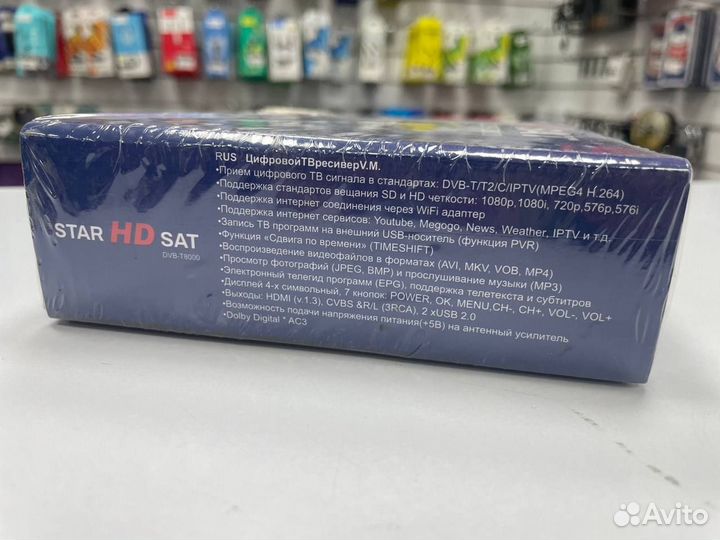 RUS ЦифровойТВресиверV.M.
•Прием цифрового ТВ сигнала в стандартах: DVB-T/T2/C/IPTV(MPEG4 H.264)
•Поддержка стандартов вещания SD и HD четкости: 1080p,1080i, 720p,576p,576i
•Поддержка интернет соединения через WiFi адаптер
•Поддержка интернет сервисов: Youtube, Megogo, News, Weather, IPTV и т.д.
•Запись ТВ программ на внешний USB-носитель (функция PVR)
•Функция «Сдвига по времени» (TIMESHIFT)
•Воспроизведение видеофайлов в форматах (AVI, MKV, VOB, MP4)
•Просмотр фотографий (JPEG, BMP) и прослушивание музыки (MP3)
•Электронный телегид программ (EPG), поддержка телетекста и субтитров
•Дисплей 4-х символьный, 7 кнопок: POWER, OK, MENU.CH-, CH+, VOL-, VOL+
•Выходы: HDMI (v.1.3), CVBS &R/L (3RCA), 2 xUSB 2.0
•Возможность подачи напряжения питания(+5В) на антенный усилитель
•Dolby Digital * AC3
STAR HD SAT
DVB-T8000
Avito